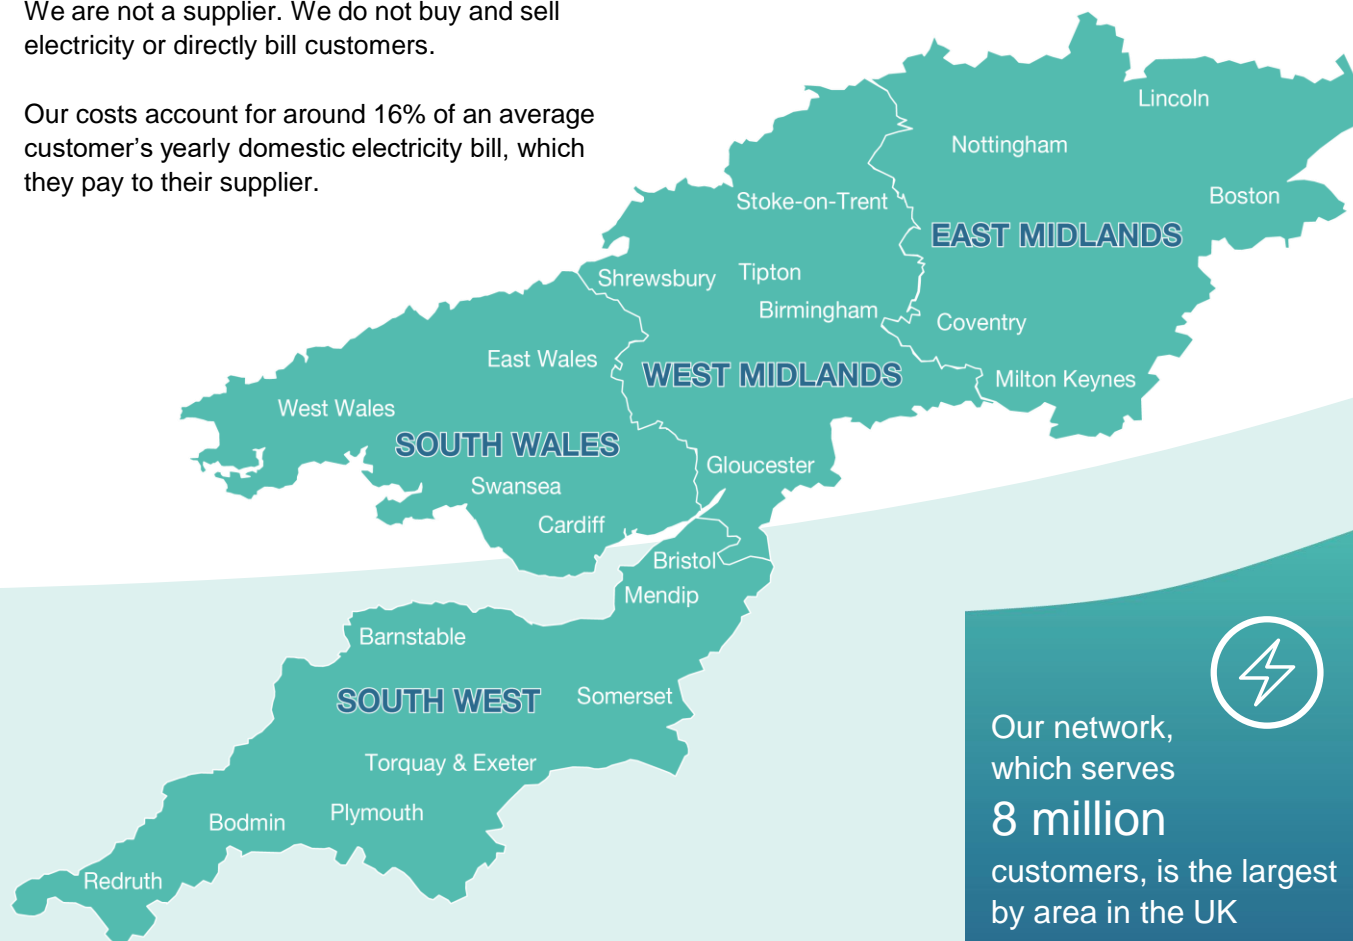 We are not a supplier. We do not buy and sell
electricity or directly bill customers.
Our costs account for around 16% of an average
customer’s yearly domestic electricity bill, which
they pay to their supplier.
Lincoln
Nottingham
Boston
Stoke-on-Trent
EAST MIDLANDS
Shrewsbury
Tipton
Birmingham
Coventry
East Wales
WEST MIDLANDS
Milton Keynes
West Wales
SOUTH WALES
Gloucester
Swansea
Cardiff
Bristol
Mendip
Barnstable
SOUTH WEST
Somerset
Torquay & Exeter
Plymouth
Bodmin
Redruth
Our network,
which serves
8 million
customers, is the largest
by area in the UK